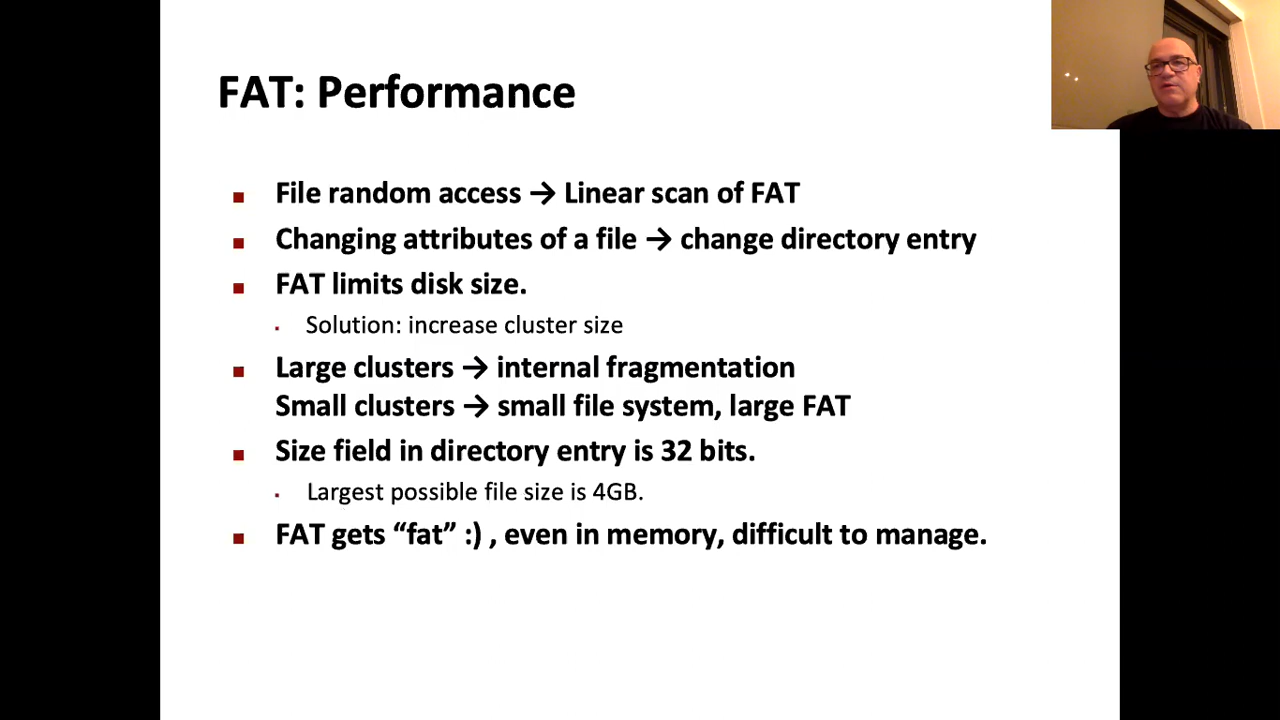 FAT: Performance
File random access → Linear scan of FAT
Changing attributes of a file → change directory entry
FAT limits disk size.
Solution: increase cluster size
Large clusters → internal fragmentation
Small clusters → small file system, large FAT
Size field in directory entry is 32 bits.
Largest possible file size is 4GB.
FAT gets “fat” :) , even in memory, difficult to manage.